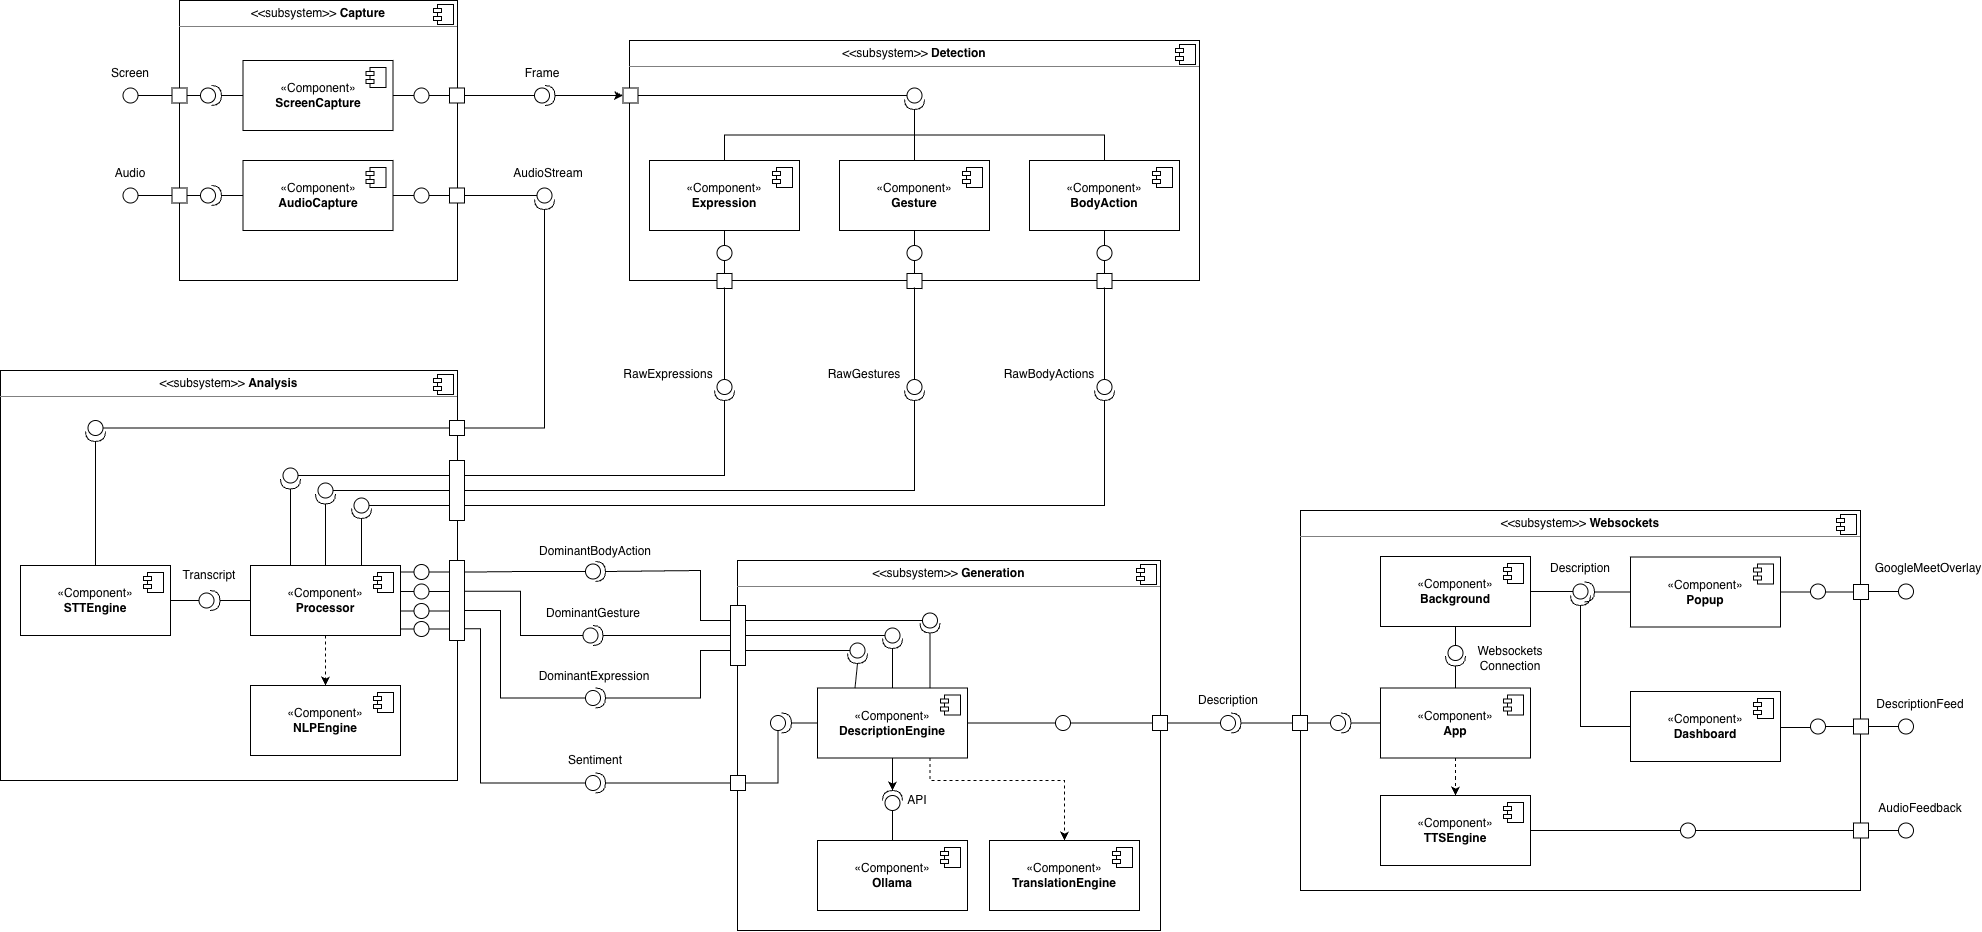 <<subsystem>> Capture
Screen
«Component»
ScreenCapture
Audio
«Component»
AudioCapture
Frame
AudioStream
<<subsystem>> Detection
«Component»
Expression
«Component»
Gesture
«Component»
BodyAction
RawExpressions
RawGestures
RawBodyActions
<<subsystem>> Analysis
«Component»
STTEngine
Transcript
«Component»
Processor
«Component»
NLPEngine
DominantBodyAction
DominantGesture
DominantExpression
Sentiment
<<subsystem>> Generation
«Component»
DescriptionEngine
API
«Component»
Ollama
«Component»
TranslationEngine
Description
<<subsystem>> Websockets
«Component»
Background
Description
«Component»
Popup
GoogleMeetOverlay
Websockets
Connection
«Component»
App
«Component»
Dashboard
DescriptionFeed
«Component»
TTSEngine
AudioFeedback